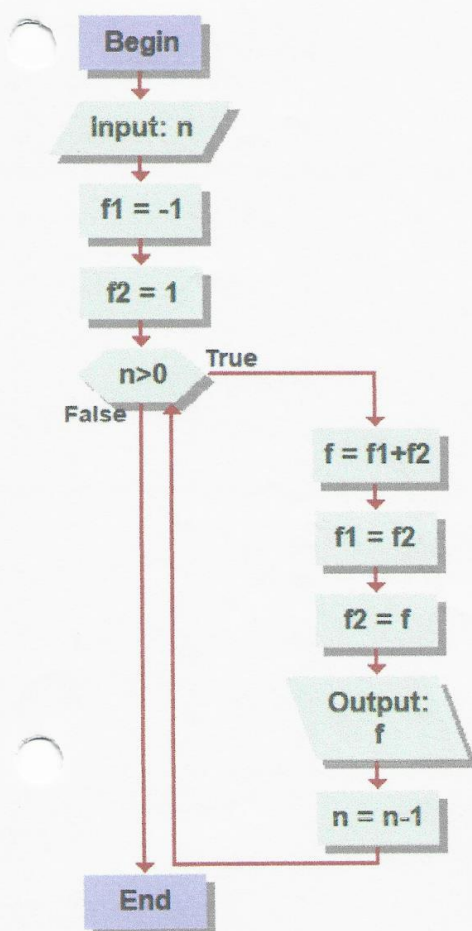 Begin
Input: n
f1 = -1
f2 = 1
n>0
True
False
f = f1+f2
f1 = f2
f2 = f
Output:
f
n = n-1
End